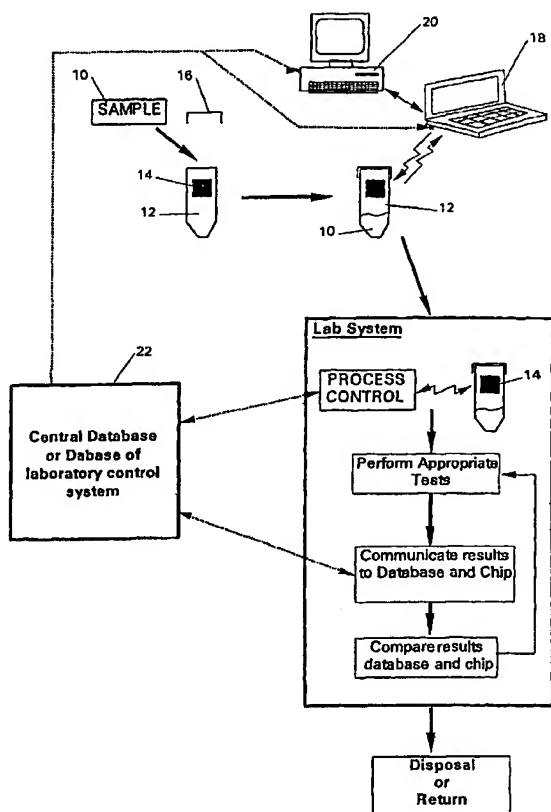 20
18
10
16
SAMPLE
14
12
12
10
Lab System
22
14
PROCESS
CONTROL
Central Database
or Dabase of
laboratory control
system
Perform Appropriate
Tests
Communicate results
to Database and Chip
Compare results
database and chip
Disposal
or
Return